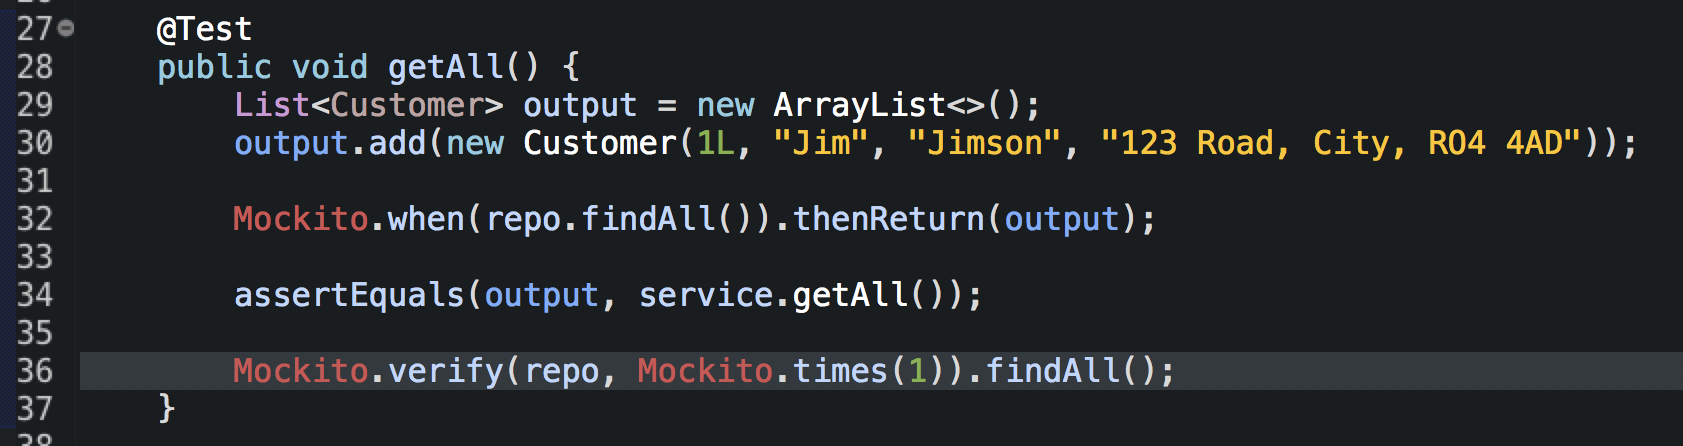 27 @Test
28 public void getAll() {
29 List<Customer> output = new ArrayList<>();
30 output.add(new Customer(1L, "Jim", "Jimson", "123 Road, City, RO4 4AD"));
31
32 Mockito.when(repo.findAll()).thenReturn(output);
33
34 assertEquals(output, service.getAll());
35
36 Mockito.verify(repo, Mockito.times(1)).findAll();
37 }
38